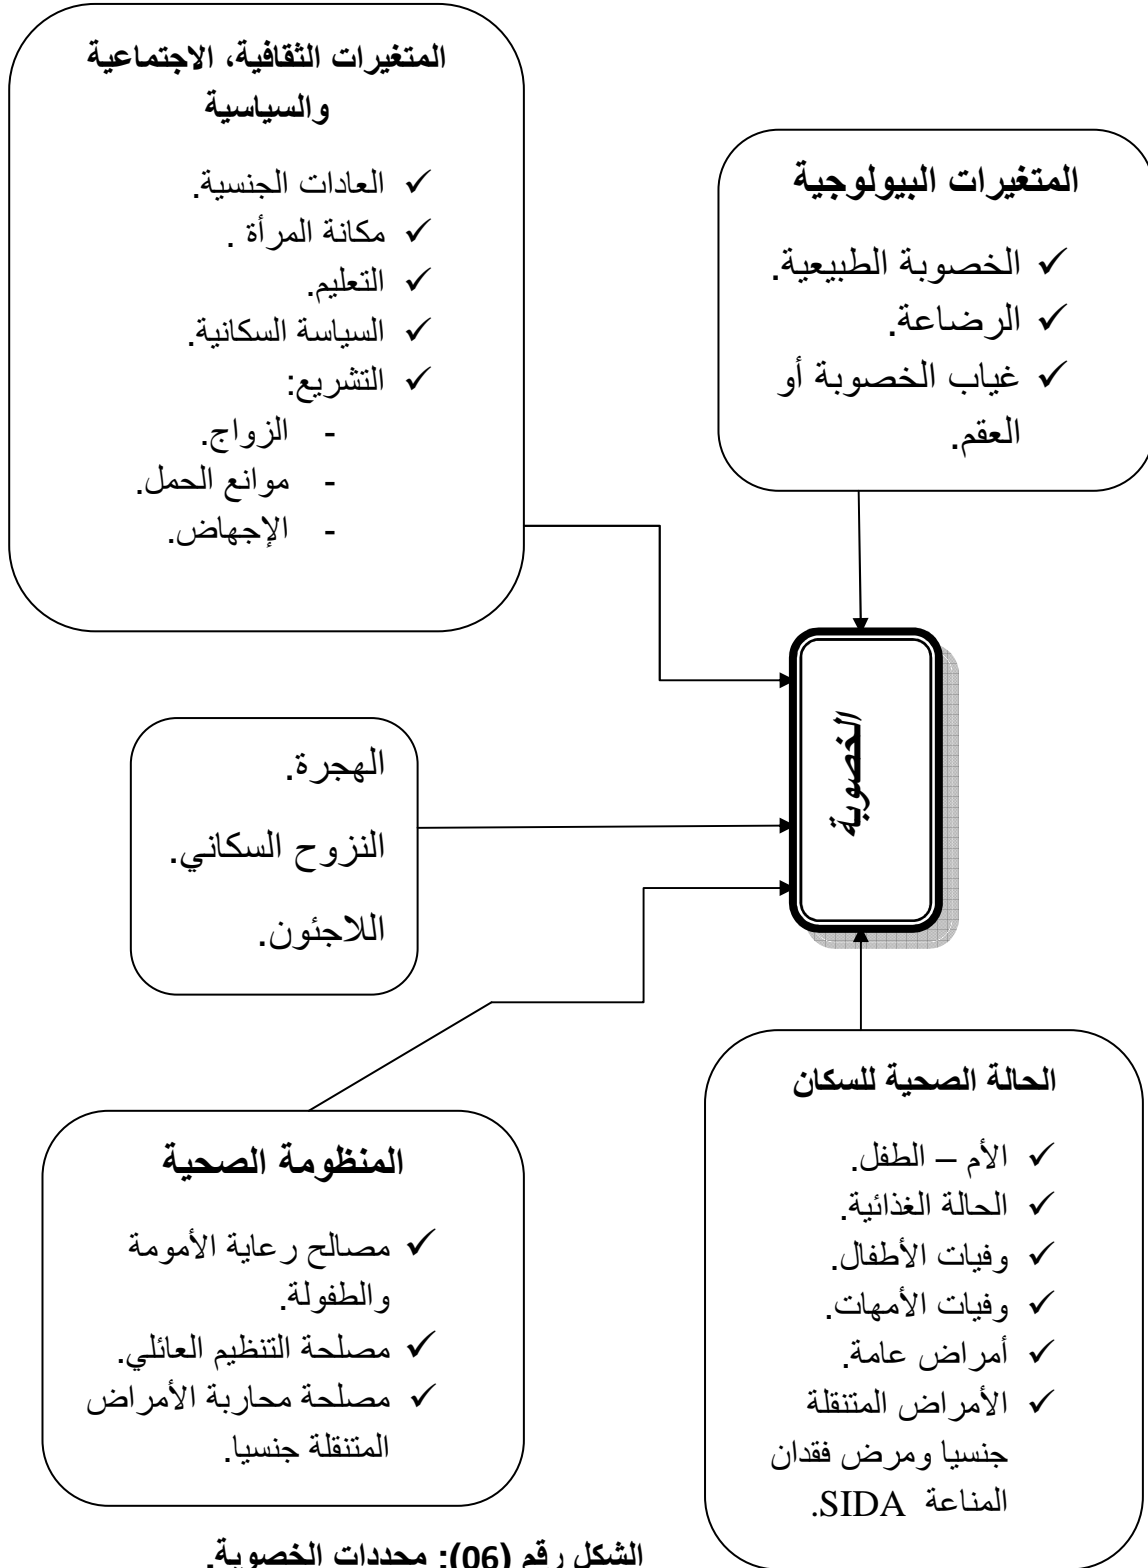 المتغيرات الثقافية، الاجتماعية
والسياسية
✓ العادات الجنسية.
✓ مكانة المرأة .
✓ التعليم.
✓ السياسة السكانية.
✓ التشريع:
- الزواج.
- موانع الحمل.
- الإجهاض.
المتغيرات البيولوجية
✓ الخصوبة الطبيعية.
✓ الرضاعة.
✓ غياب الخصوبة أو
العقم.
الخصوبة
الهجرة.
النزوح السكاني.
اللاجئون.
الحالة الصحية للسكان
✓ الأم – الطفل.
✓ الحالة الغذائية.
✓ وفيات الأطفال.
✓ وفيات الأمهات.
✓ أمراض عامة.
✓ الأمراض المتنقلة
جنسيا ومرض فقدان
المناعة SIDA.
المنظومة الصحية
✓ مصالح رعاية الأمومة
والطفولة.
✓ مصلحة التنظيم العائلي.
✓ مصلحة محاربة الأمراض
المتنقلة جنسيا.
الشكل رقم (06): محددات الخصوبة.